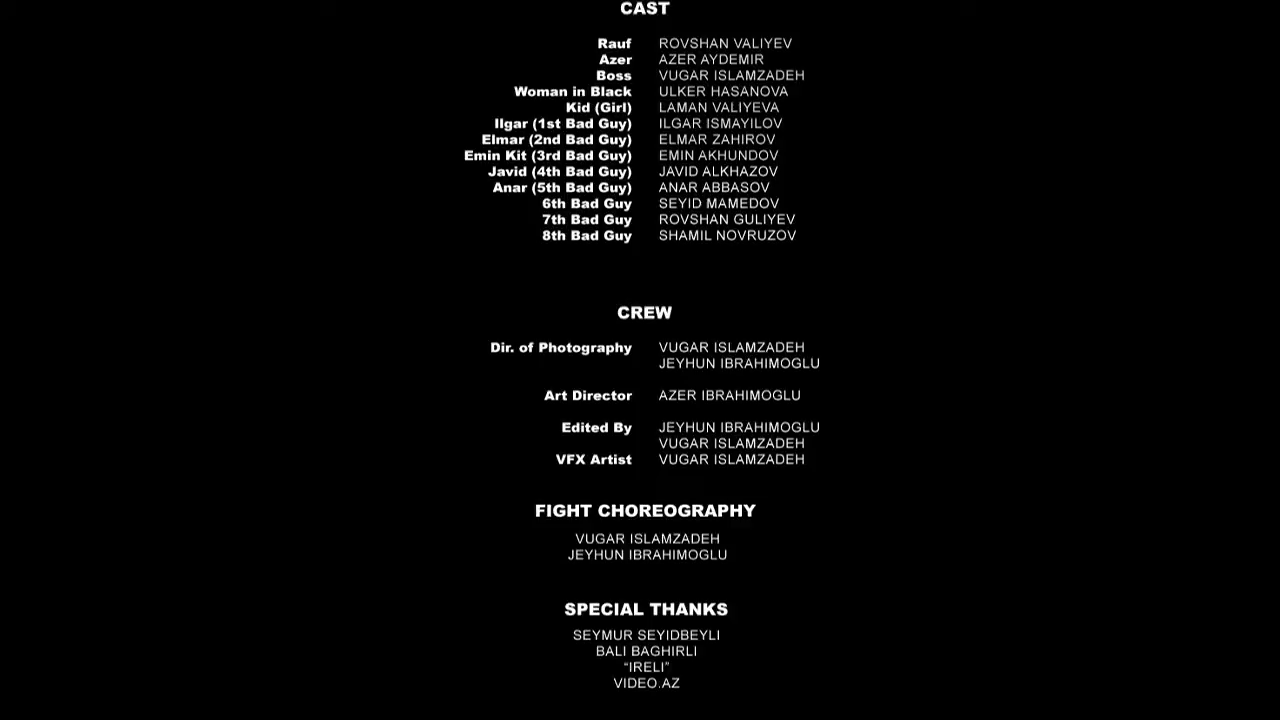 CAST
Rauf ROVSHAN VALIYEV
Azer AZER AYDEMIR
Boss VUGAR ISLAMZADEH
Woman in Black ULKER HASANOVA
Kid (Girl) LAMAN VALIYEVA
Ilgar (1st Bad Guy) ILGAR ISMAYILOV
Elmar (2nd Bad Guy) ELMAR ZAHIROV
Emin Kit (3rd Bad Guy) EMIN AKHUNDOV
Javid (4th Bad Guy) JAVID ALKHAZOV
Anar (5th Bad Guy) ANAR ABBASOV
6th Bad Guy SEYID MAMEDOV
7th Bad Guy ROVSHAN GULIYEV
8th Bad Guy SHAMIL NOVRUZOV
CREW
Dir. of Photography VUGAR ISLAMZADEH
JEYHUN IBRAHIMOGLU
Art Director AZER IBRAHIMOGLU
Edited By JEYHUN IBRAHIMOGLU
VUGAR ISLAMZADEH
VFX Artist VUGAR ISLAMZADEH
FIGHT CHOREOGRAPHY
VUGAR ISLAMZADEH
JEYHUN IBRAHIMOGLU
SPECIAL THANKS
SEYMUR SEYIDBEYLI
BALI BAGHIRLI
“IRELI”
VIDEO.AZ